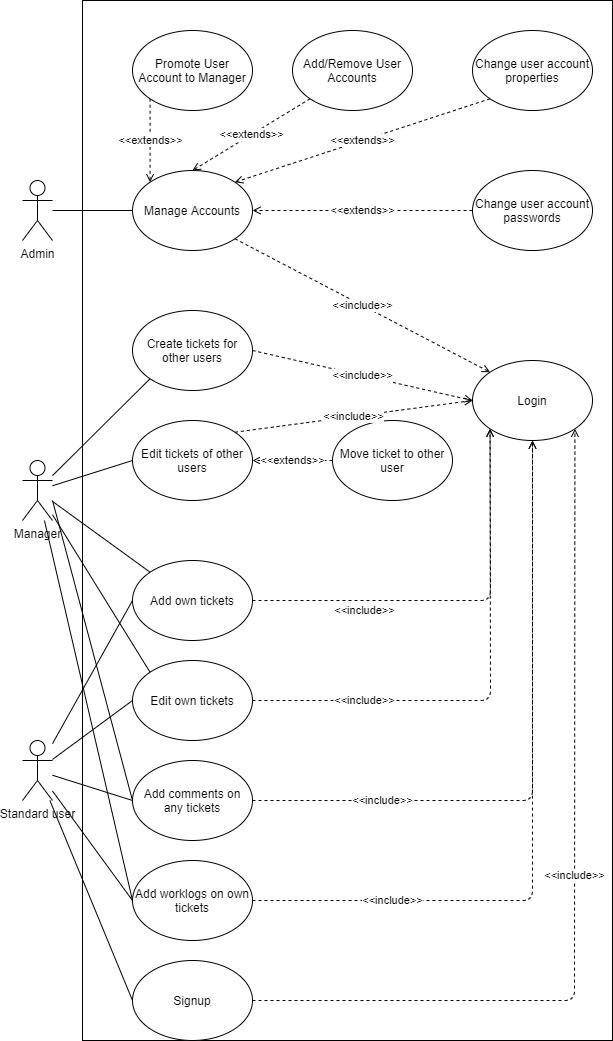 Promote User
Account to Manager
Add/Remove User
Accounts
Change user account
properties
<<extends>>
<<extends>>
<<extends>>
Admin
Manage Accounts
<<extends>>
Change user account
passwords
<<include>>
Create tickets for
other users
<<include>>
Login
<<include>>
Edit tickets of other
users
<<extends>>
Move ticket to other
user
Manager
Add own tickets
<<include>>
Edit own tickets
<<include>>
Standard user
Add comments on
any tickets
<<include>>
<<include>>
Add worklogs on own
tickets
<<include>>
Signup